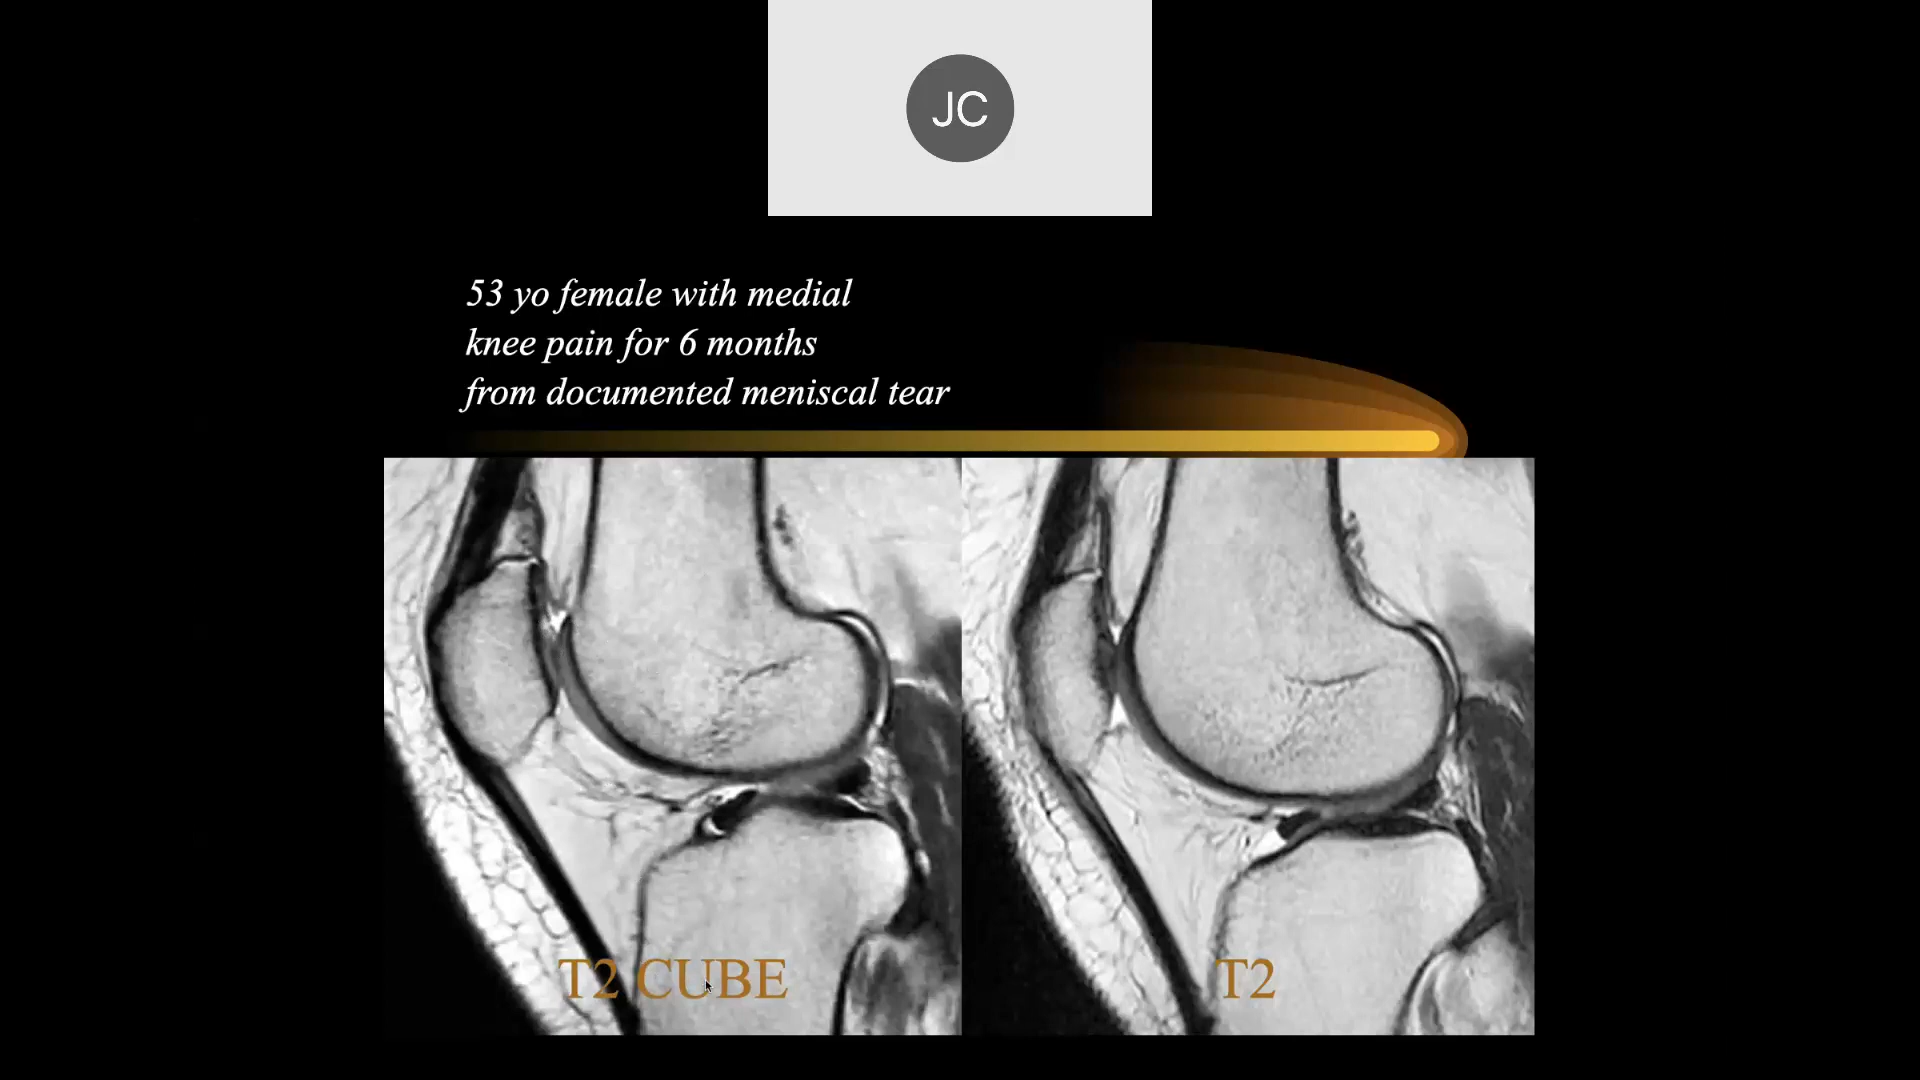 JC
53 yo female with medial
knee pain for 6 months
from documented meniscal tear
T2 CUBE
T2